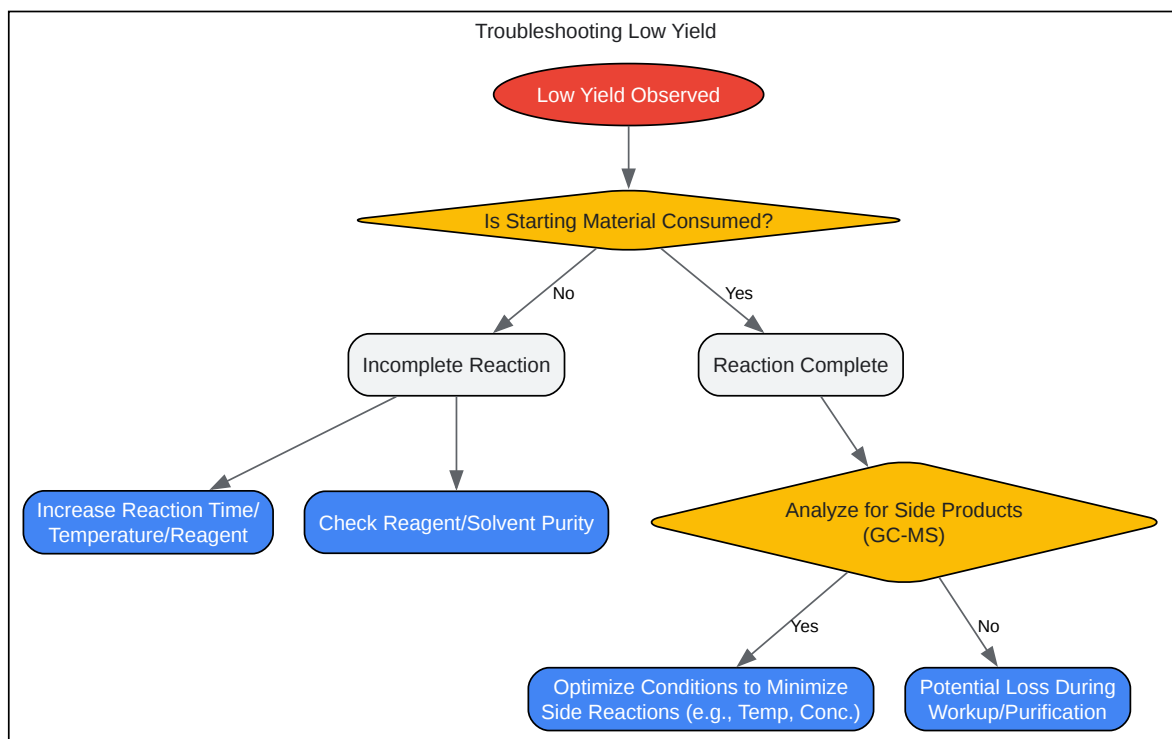 Troubleshooting Low Yield
Low Yield Observed
Is Starting Material Consumed?
No
Yes
Incomplete Reaction
Reaction Complete
Increase Reaction Time/
Temperature/Reagent
Check Reagent/Solvent Purity
Analyze for Side Products
(GC-MS)
Yes
No
Optimize Conditions to Minimize
Side Reactions (e.g., Temp, Conc.)
Potential Loss During
Workup/Purification